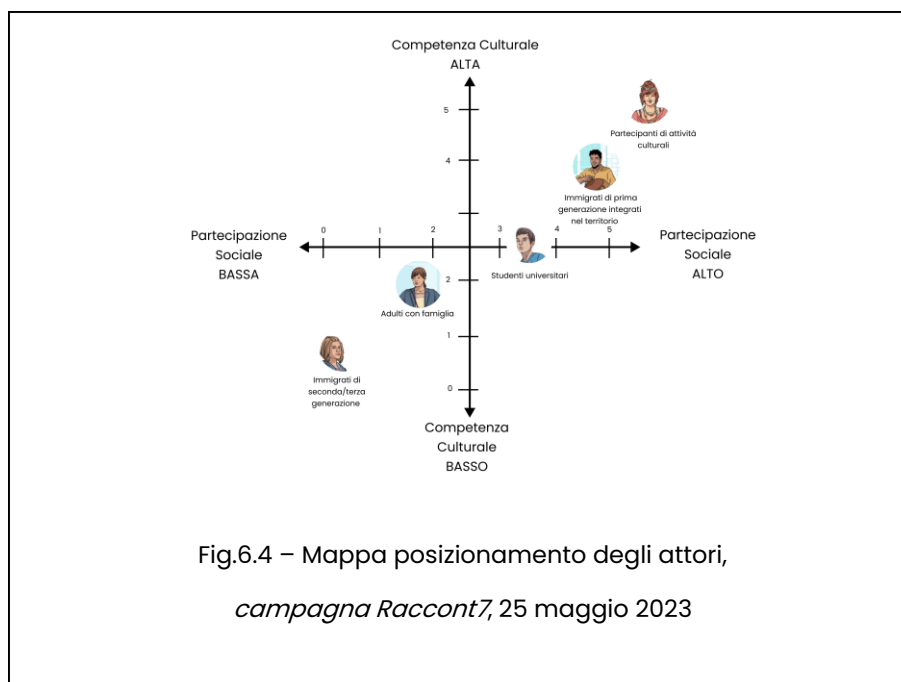 Competenza Culturale
ALTA
5
Partecipanti di attività
culturali
4
Immigrati di prima
generazione integrati
nel territorio
Partecipazione
Sociale
BASSA
0
1
2
3
4
5
Partecipazione
Sociale
ALTO
Studenti universitari
2
Adulti con famiglia
1
Immigrati di
seconda/terza
generazione
0
Competenza
Culturale
BASSO
Fig.6.4 – Mappa posizionamento degli attori,
campagna Raccont7, 25 maggio 2023